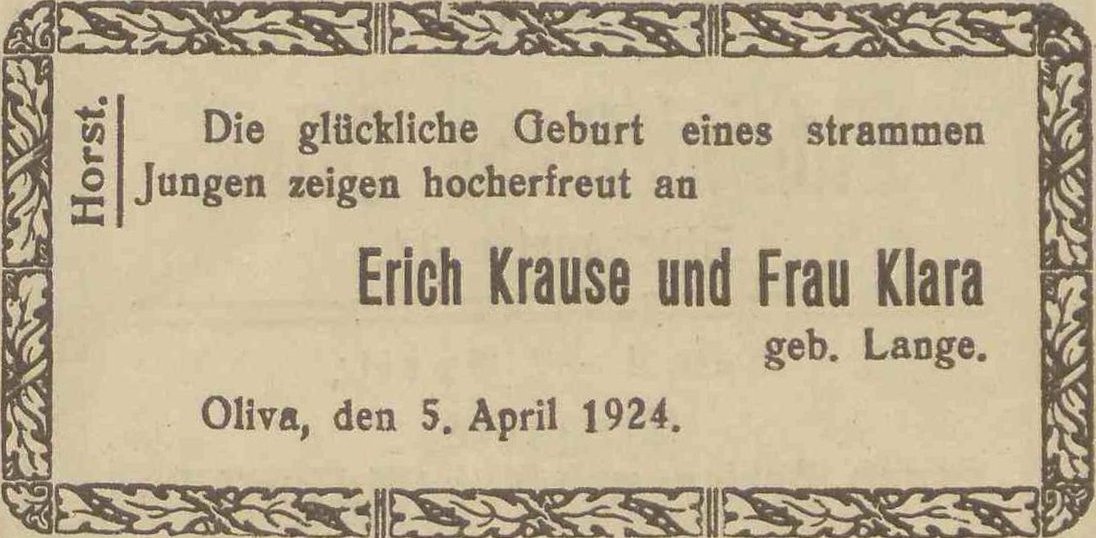 Horst.
Die glückliche Geburt eines strammen
Jungen zeigen hocherfreut an
Erich Krause und Frau Klara
geb. Lange.
Oliva, den 5. April 1924.